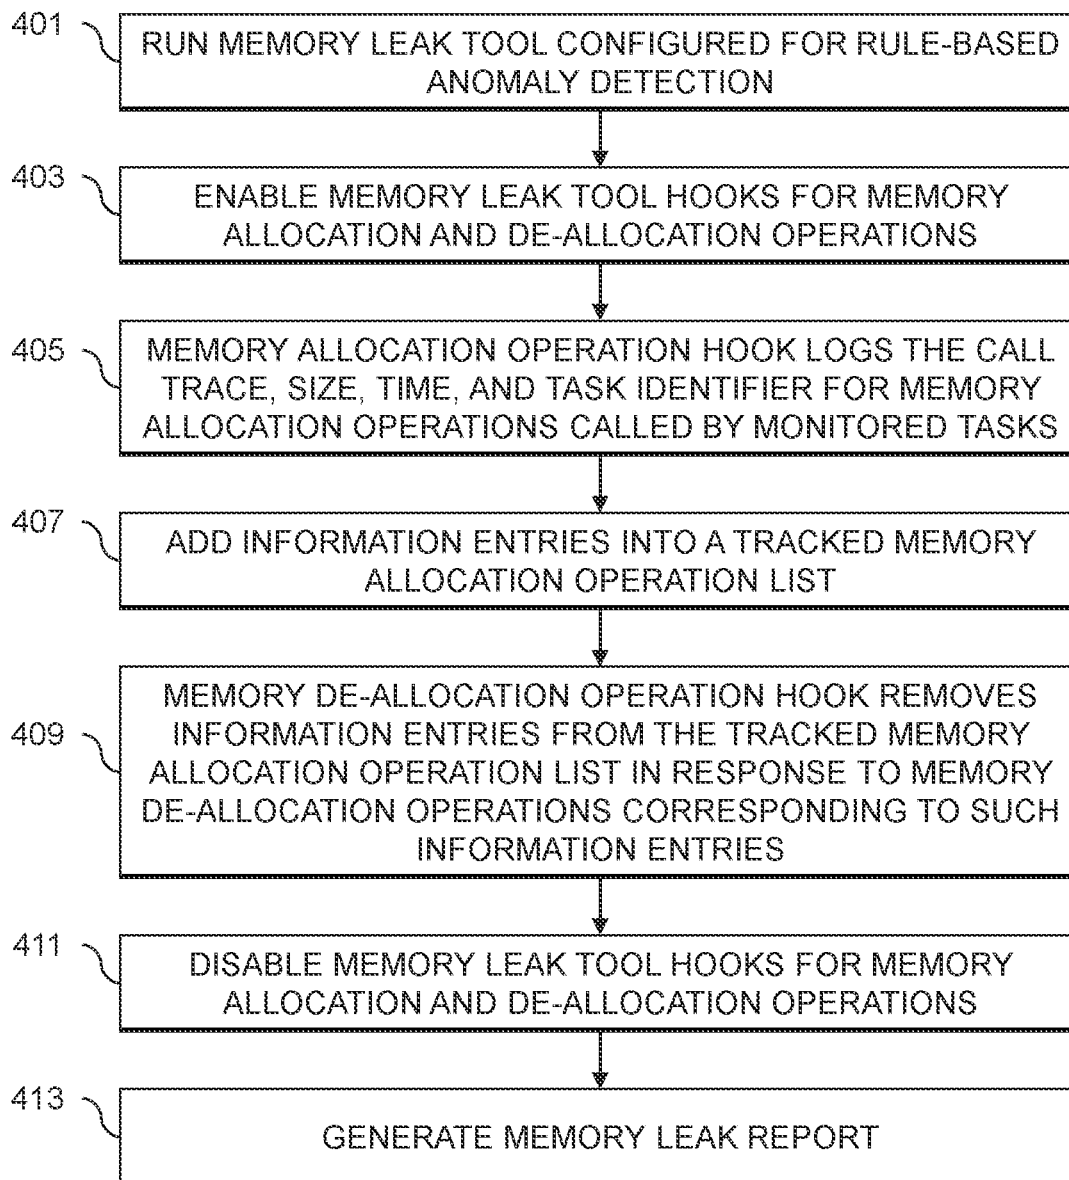 401
RUN MEMORY LEAK TOOL CONFIGURED FOR RULE-BASED
ANOMALY DETECTION
403
ENABLE MEMORY LEAK TOOL HOOKS FOR MEMORY
ALLOCATION AND DE-ALLOCATION OPERATIONS
405
MEMORY ALLOCATION OPERATION HOOK LOGS THE CALL
TRACE, SIZE, TIME, AND TASK IDENTIFIER FOR MEMORY
ALLOCATION OPERATIONS CALLED BY MONITORED TASKS
407
ADD INFORMATION ENTRIES INTO A TRACKED MEMORY
ALLOCATION OPERATION LIST
409
MEMORY DE-ALLOCATION OPERATION HOOK REMOVES
INFORMATION ENTRIES FROM THE TRACKED MEMORY
ALLOCATION OPERATION LIST IN RESPONSE TO MEMORY
DE-ALLOCATION OPERATIONS CORRESPONDING TO SUCH
INFORMATION ENTRIES
411
DISABLE MEMORY LEAK TOOL HOOKS FOR MEMORY
ALLOCATION AND DE-ALLOCATION OPERATIONS
413
GENERATE MEMORY LEAK REPORT